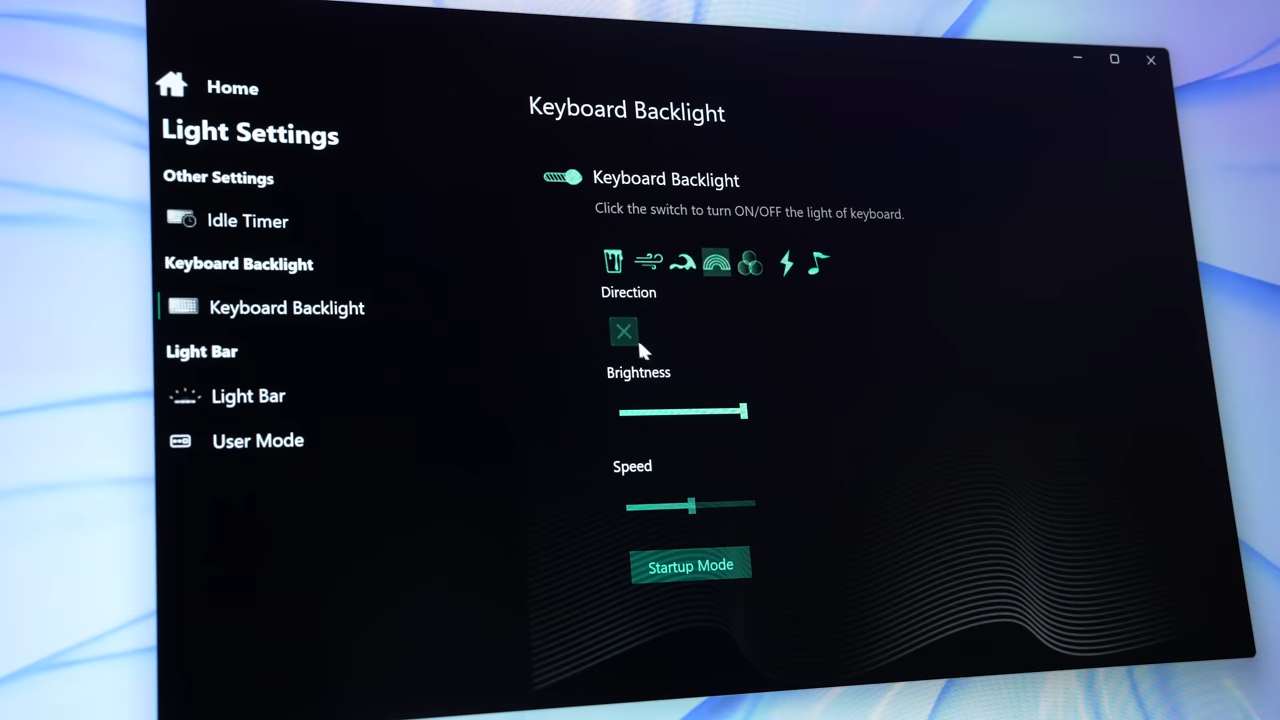 Home
Light Settings
Other Settings
Idle Timer
Keyboard Backlight
Keyboard Backlight
Light Bar
Light Bar
User Mode
Keyboard Backlight
Keyboard Backlight
Click the switch to turn ON/OFF the light of keyboard.
Direction
Brightness
Speed
Startup Mode